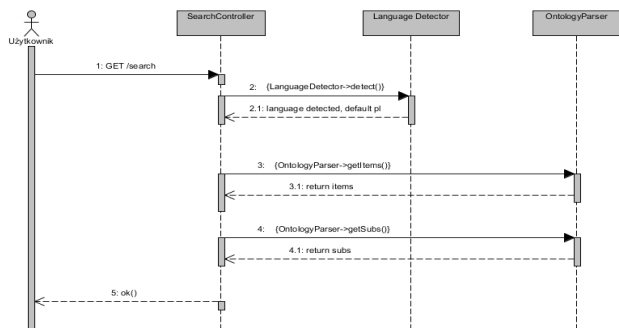 SearchController
Language Detector
OntologyParser
Użytkownik
1: GET /search
2: {LanguageDetector->detect()}
2.1: language detected, default pl
3: {OntologyParser->getItems()}
3.1: return items
4: {OntologyParser->getSubs()}
4.1: return subs
5: ok()